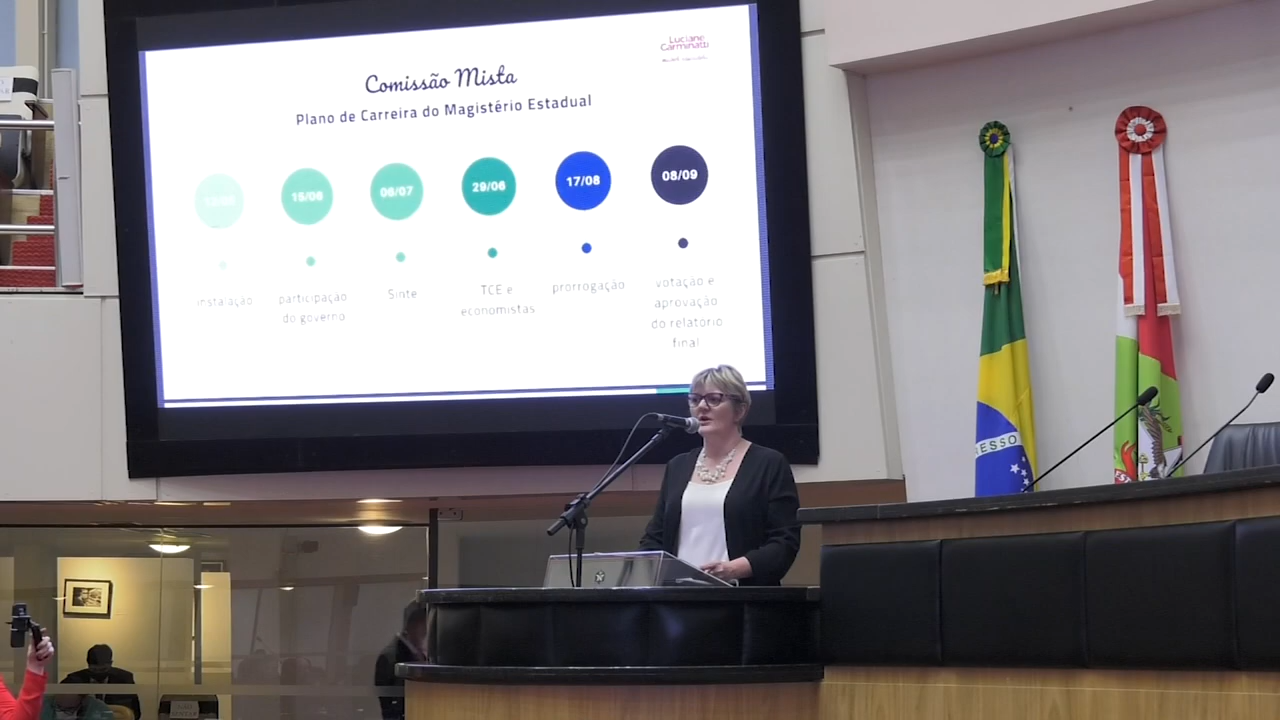 Luciane
Carminatti
Comissão Mista
Plano de Carreira do Magistério Estadual
15/06
06/07
29/06
17/08
08/09
instalação
participação
do governo
Sinte
TCE e
economistas
prorrogação
votação e
aprovação
do relatório
final
ESSO